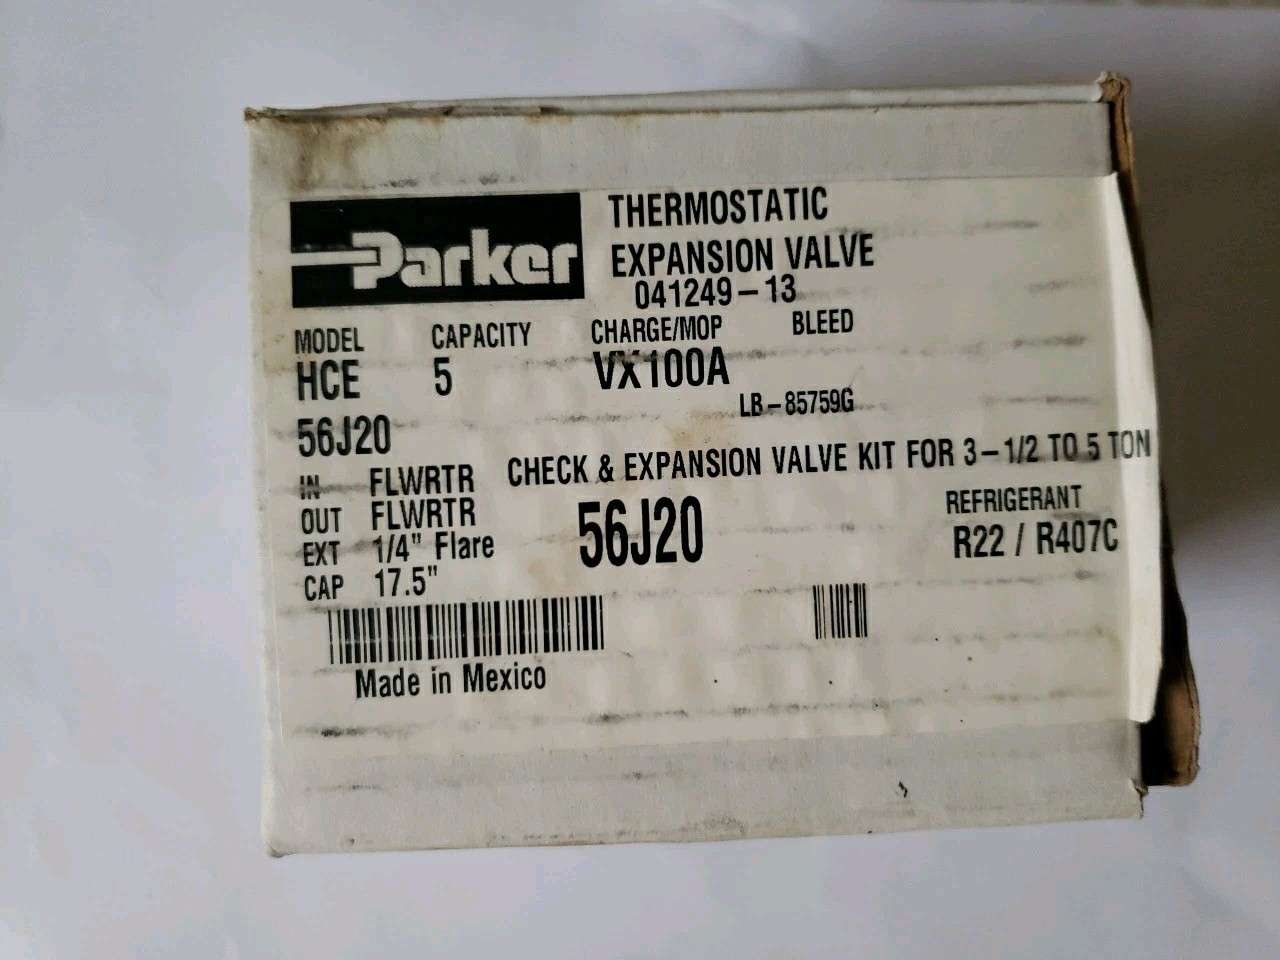 Parker
THERMOSTATIC
EXPANSION VALVE
041249-13
MODEL CAPACITY CHARGE/MOP BLEED
HCE 5 VX100A
LB-85759G
56J20
CHECK & EXPANSION VALVE KIT FOR 3-1/2 TO 5 TON
IN FLWRTR
OUT FLWRTR
EXT 1/4" Flare
CAP 17.5"
56J20
REFRIGERANT
R22 / R407C
Made in Mexico